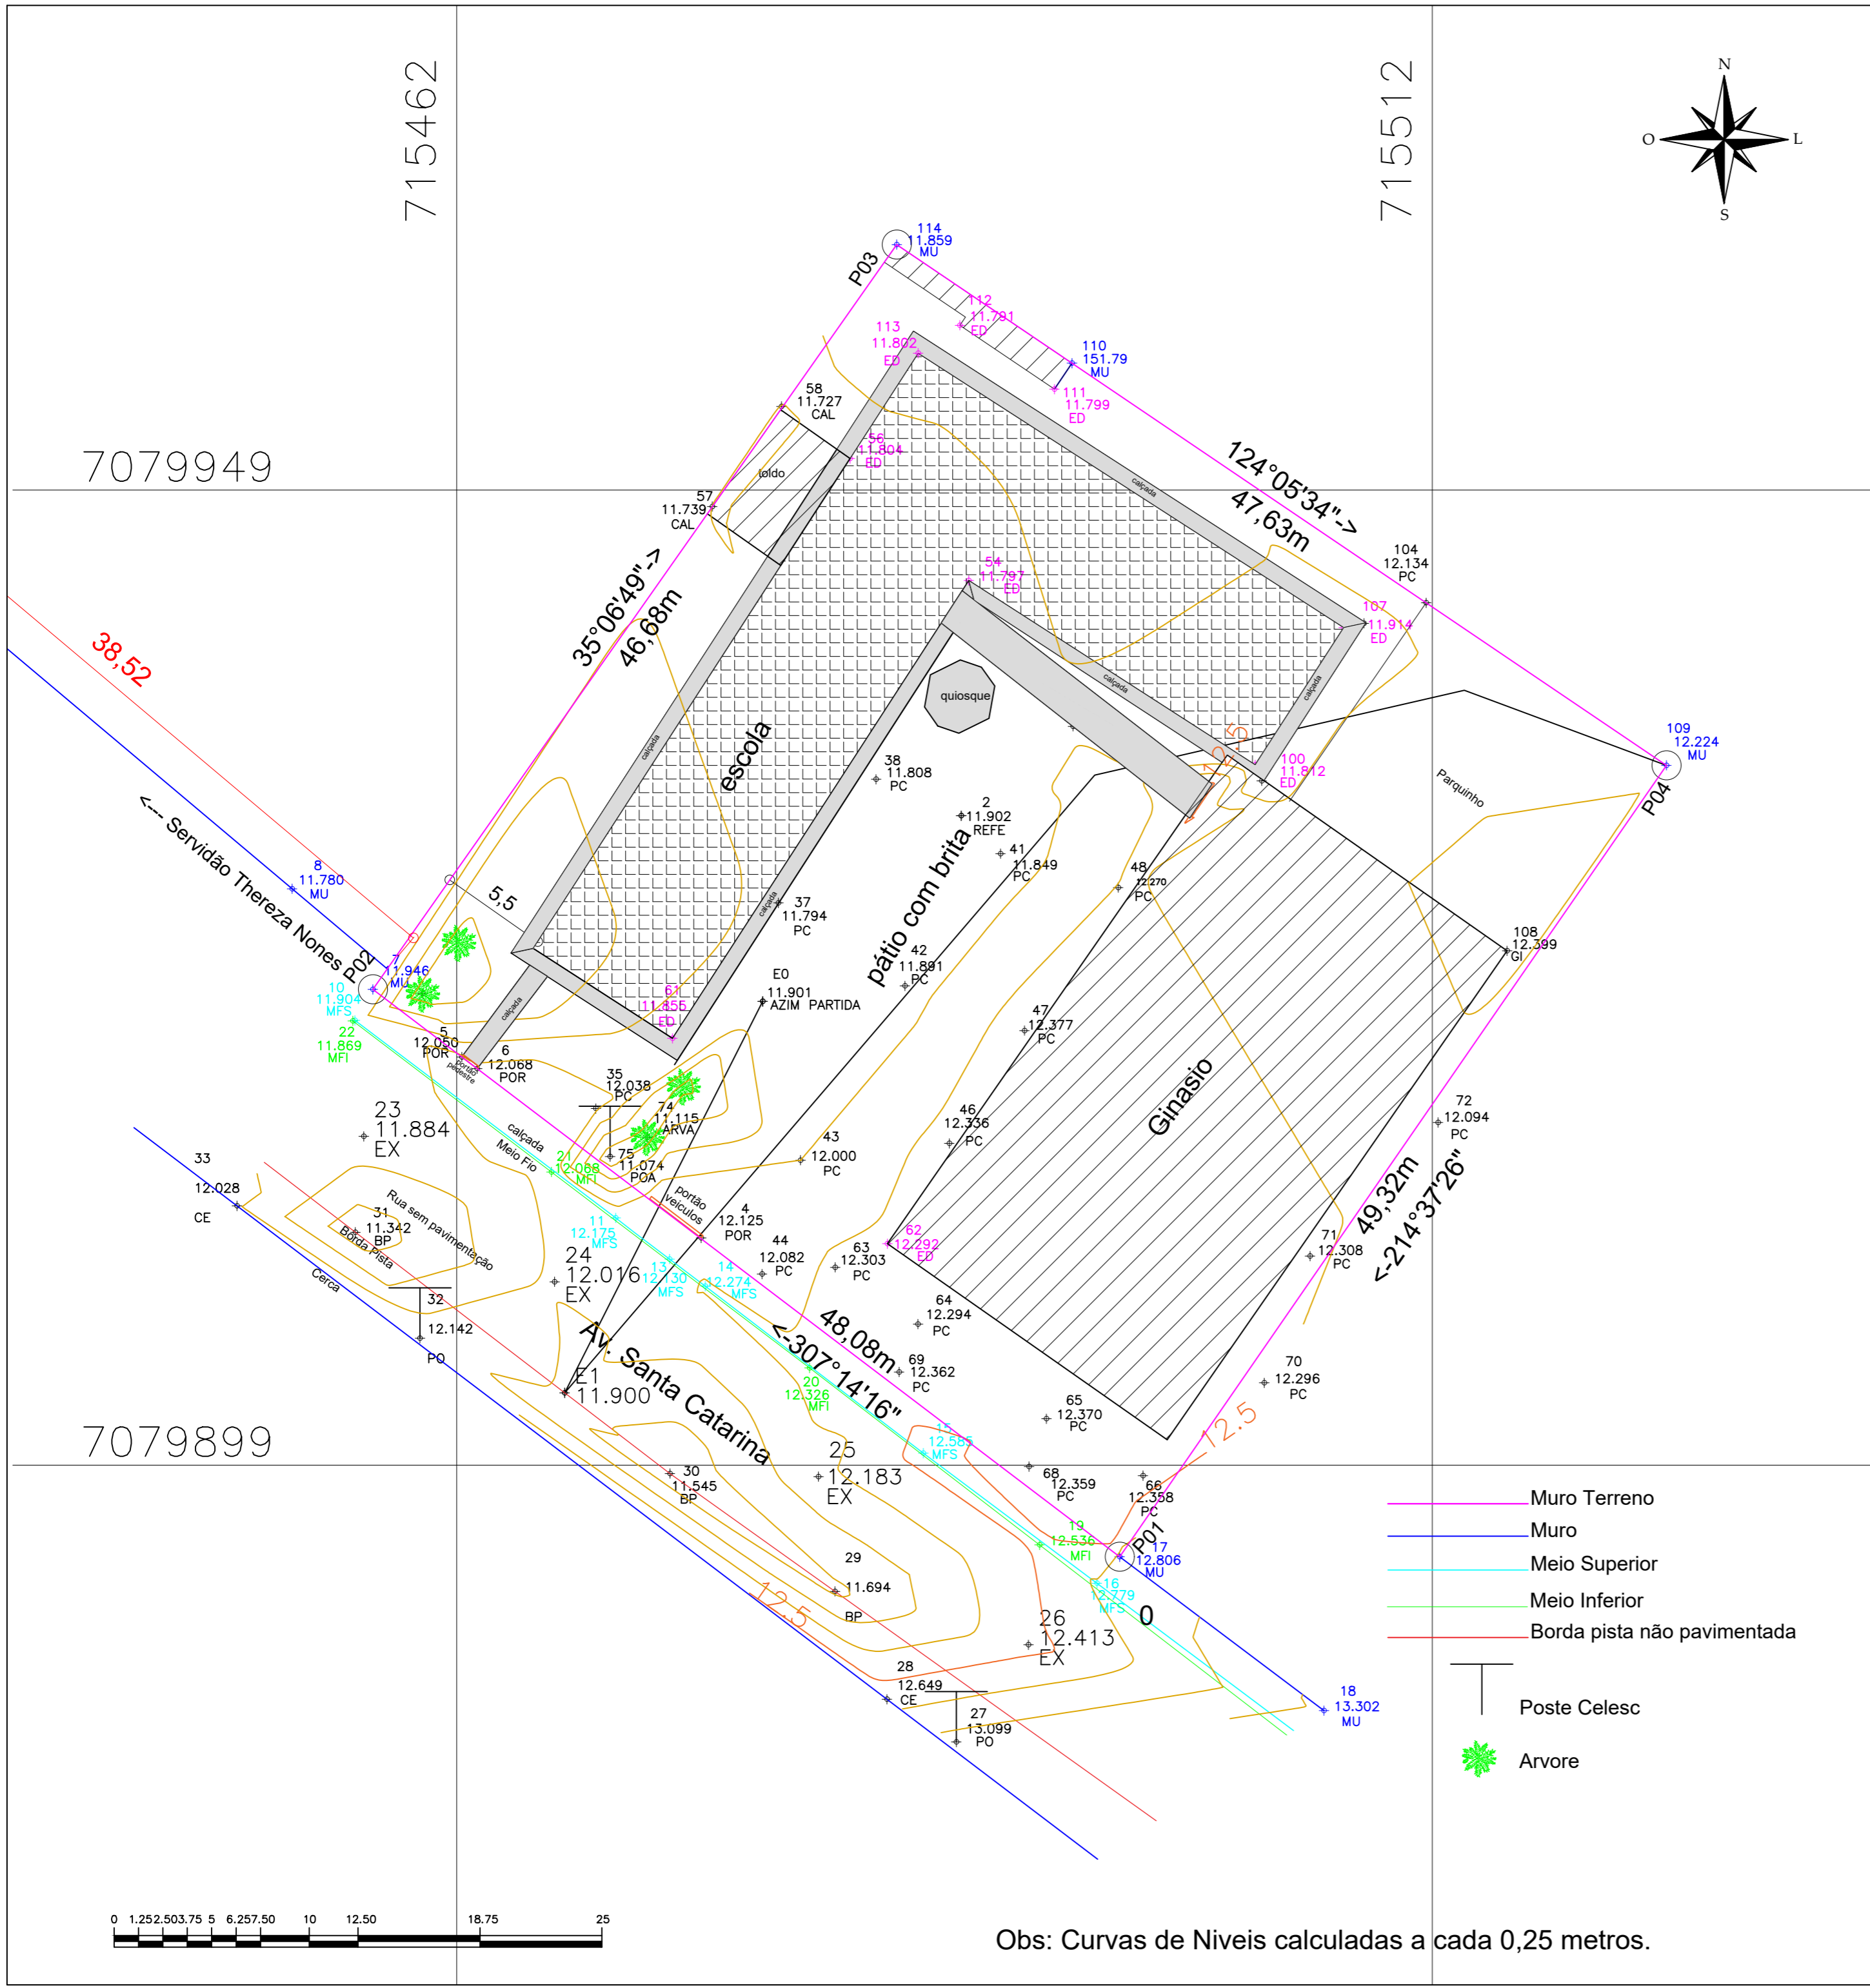 715462
715512
N
O
L
S
7079949
7079899
114
11.859
MU
P03
112
11.791
ED
113
11.802
ED
110
151.79
MU
111
11.799
ED
58
11.727
CAL
56
11.804
ED
toldo
57
11.739
CAL
calçada
124°05'34"->
47,63m
35°06'49"->
46,68m
104
12.134
PC
54
11.797
ED
107
11.914
ED
38,52
calçada
calçada
quiosque
calçada
escola
12.5
109
12.224
MU
P04
100
11.812
ED
Parquinho
38
11.808
PC
2
11.902
REFE
41
11.849
PC
48
12.270
PC
<--- Servidão Thereza Nones
8
11.780
MU
5,5
calçada
37
11.794
PC
pátio com brita
108
12.399
GI
P02
7
11.946
MU
10
11.904
MFS
22
11.869
MFI
42
11.891
PC
E0
11.901
AZIM PARTIDA
61
11.855
ED
calçada
47
12.377
PC
5
12.050
POR
6
12.068
POR
portão
pedestre
35
12.038
PC
74
11.115
ARVA
75
11.074
POA
Ginasio
72
12.094
PC
23
11.884
EX
calçada
Meio Fio
21
12.068
MFI
43
12.000
PC
46
12.336
PC
33
12.028
CE
Rua sem pavimentação
31
11.342
BP
Borda Pista
Cerca
portão
veiculos
4
12.125
POR
11
12.175
MFS
13
12.130
MFS
14
12.274
MFS
44
12.082
PC
63
12.303
PC
62
12.292
ED
49,32m
<-214°37'26"
71
12.308
PC
24
12.016
EX
32
12.142
PO
64
12.294
PC
48,08m
<-307°14'16"
Av. Santa Catarina
E1
11.900
20
12.326
MFI
69
12.362
PC
70
12.296
PC
65
12.370
PC
12.5
15
12.585
MFS
25
12.183
EX
30
11.545
BP
68
12.359
PC
66
12.358
PC
P01
17
12.806
MU
19
12.536
MFI
16
12.779
MFS
0
29
11.694
BP
12.5
26
12.413
EX
28
12.649
CE
27
13.099
PO
18
13.302
MU
Muro Terreno
Muro
Meio Superior
Meio Inferior
Borda pista não pavimentada
Poste Celesc
Arvore
0 1.25 2.50 3.75 5 6.25 7.50 10 12.50 18.75 25
Obs: Curvas de Niveis calculadas a cada 0,25 metros.